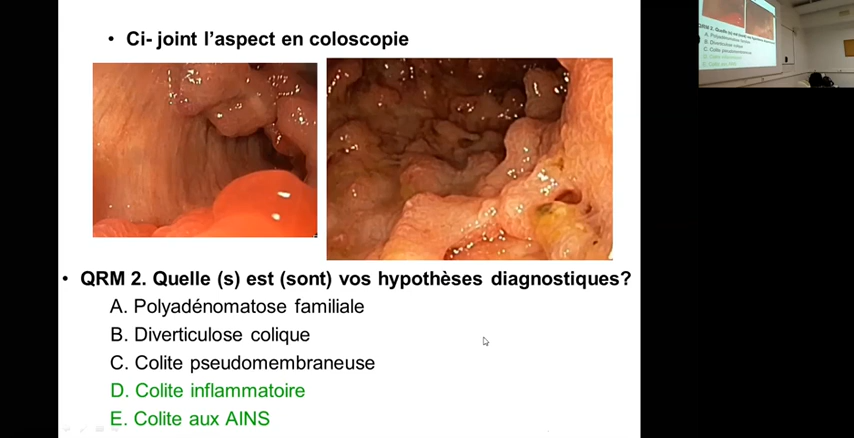 • Ci- joint l'aspect en coloscopie
• QRM 2. Quelle (s) est (sont) vos hypothèses diagnostiques?
A. Polyadénomatose familiale
B. Diverticulose colique
C. Colite pseudomembraneuse
D. Colite inflammatoire
E. Colite aux AINS